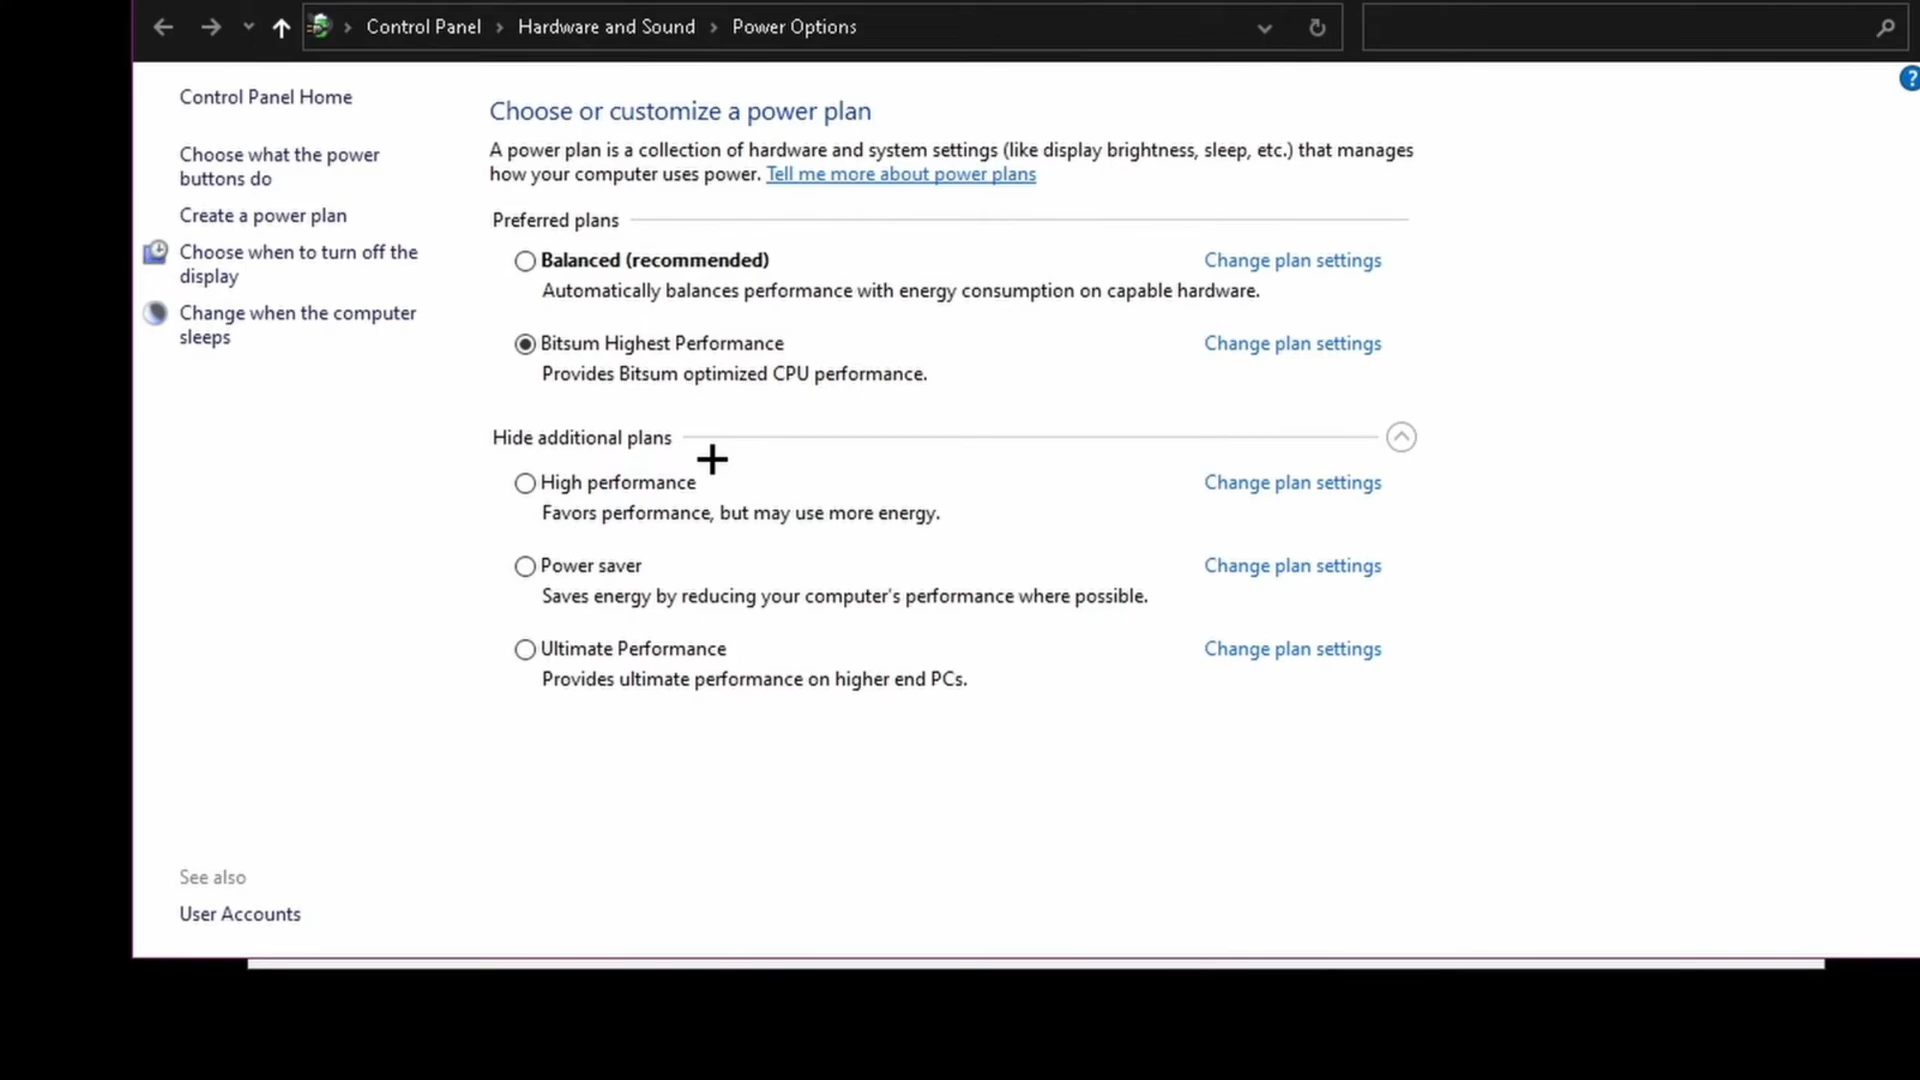 Control Panel > Hardware and Sound > Power Options
?
Control Panel Home
Choose what the power
buttons do
Create a power plan
Choose when to turn off the
display
Change when the computer
sleeps
Choose or customize a power plan
A power plan is a collection of hardware and system settings (like display brightness, sleep, etc.) that manages
how your computer uses power. Tell me more about power plans
Preferred plans
Balanced (recommended) Change plan settings
Automatically balances performance with energy consumption on capable hardware.
Bitsum Highest Performance Change plan settings
Provides Bitsum optimized CPU performance.
Hide additional plans
High performance Change plan settings
Favors performance, but may use more energy.
Power saver Change plan settings
Saves energy by reducing your computer's performance where possible.
Ultimate Performance Change plan settings
Provides ultimate performance on higher end PCs.
See also
User Accounts